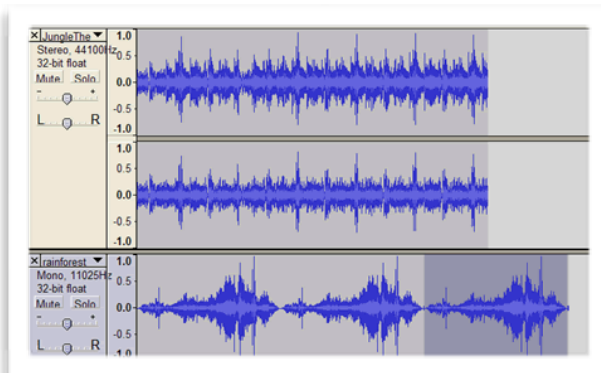 JungleThe
Stereo, 44100Hz
32-bit float
Mute Solo
- +
L R
1.0
0.5
0.0
-0.5
-1.0
1.0
0.5
0.0
-0.5
-1.0
rainforest
Mono, 11025Hz
32-bit float
Mute Solo
- +
L R
1.0
0.5
0.0
-0.5
-1.0